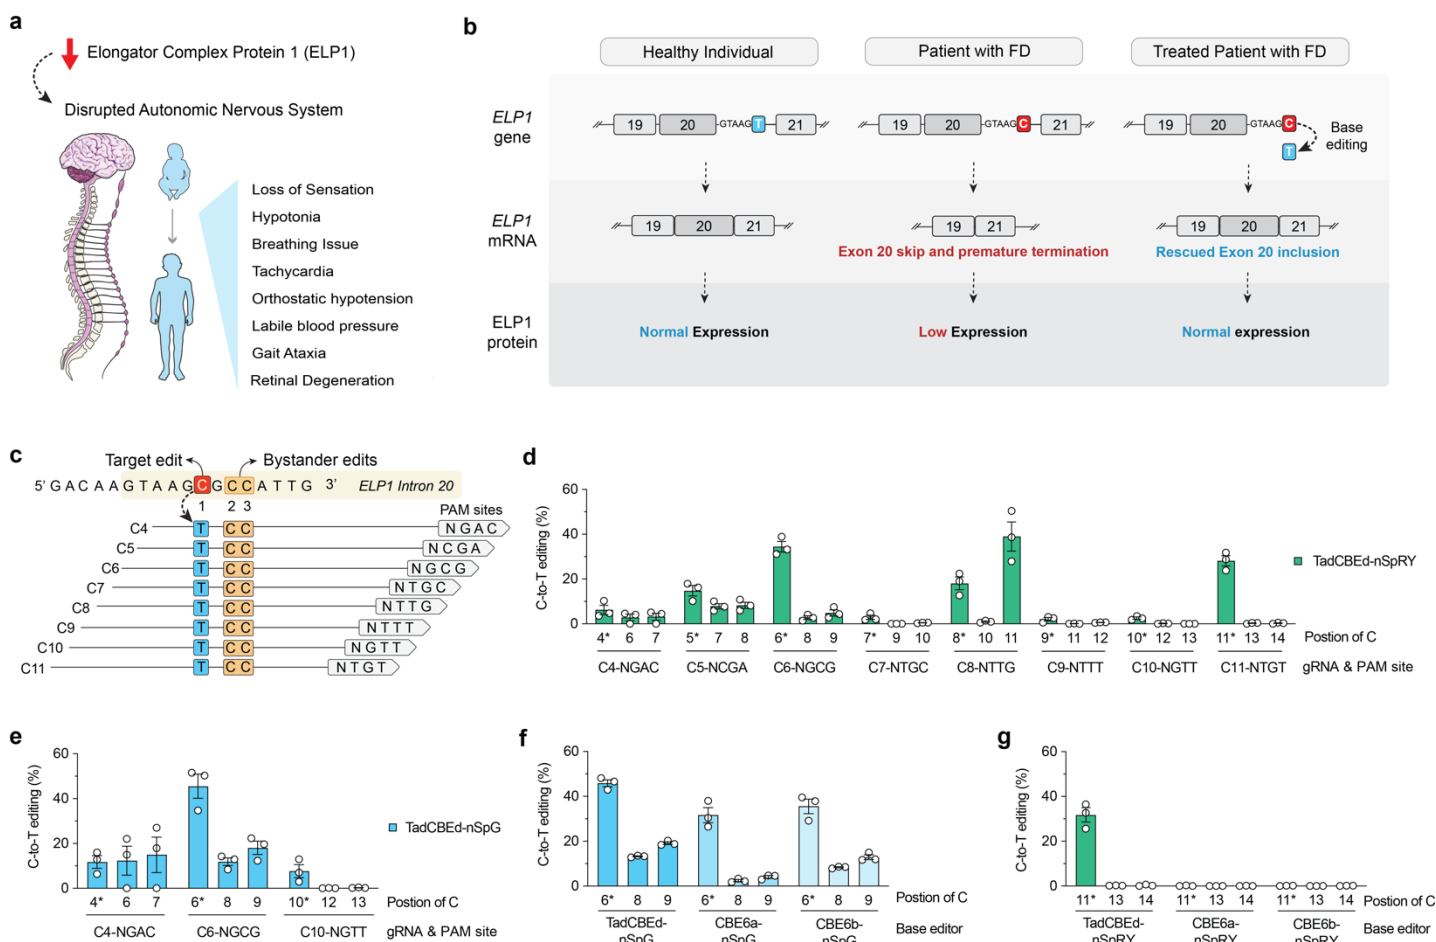 a
Elongator Complex Protein 1 (ELP1)
Disrupted Autonomic Nervous System
Loss of Sensation
Hypotonia
Breathing Issue
Tachycardia
Orthostatic hypotension
Labile blood pressure
Gait Ataxia
Retinal Degeneration
b
Healthy Individual Patient with FD Treated Patient with FD
ELP1 gene
19 20 GTAAG T 21
19 20 GTAAG C 21
19 20 GTAAG C
T
Base editing
ELP1 mRNA
19 20 21
19 21
19 20 21
Exon 20 skip and premature termination
Rescued Exon 20 inclusion
ELP1 protein
Normal Expression
Low Expression
Normal expression
c
Target edit Bystander edits
5' G A C A A G T A A G C G C C A T T G 3' ELP1 Intron 20
1 2 3
PAM sites
C4 T C C N G A C
C5 T C C N C G A
C6 T C C N G C G
C7 T C C N T G C
C8 T C C N T T G
C9 T C C N T T T
C10 T C C N G T T
C11 T C C N T G T
d
C-to-T editing (%)
60
40
20
0
TadCBEd-nSpRY
4* 6 7 5* 7 8 6* 8 9 7* 9 10 8* 10 11 9* 11 12 10* 12 13 11* 13 14 Postion of C
C4-NGAC C5-NCGA C6-NGCG C7-NTGC C8-NTTG C9-NTTT C10-NGTT C11-NTGT gRNA & PAM site
e
C-to-T editing (%)
60
40
20
0
TadCBEd-nSpG
4* 6 7 6* 8 9 10* 12 13 Postion of C
C4-NGAC C6-NGCG C10-NGTT gRNA & PAM site
f
C-to-T editing (%)
60
40
20
0
6* 8 9 6* 8 9 6* 8 9 Postion of C
TadCBEd-nSpG CBE6a-nSpG CBE6b-nSpG Base editor
g
C-to-T editing (%)
60
40
20
0
11* 13 14 11* 13 14 11* 13 14 Postion of C
TadCBEd-nSpRY CBE6a-nSpRY CBE6b-nSpRY Base editor